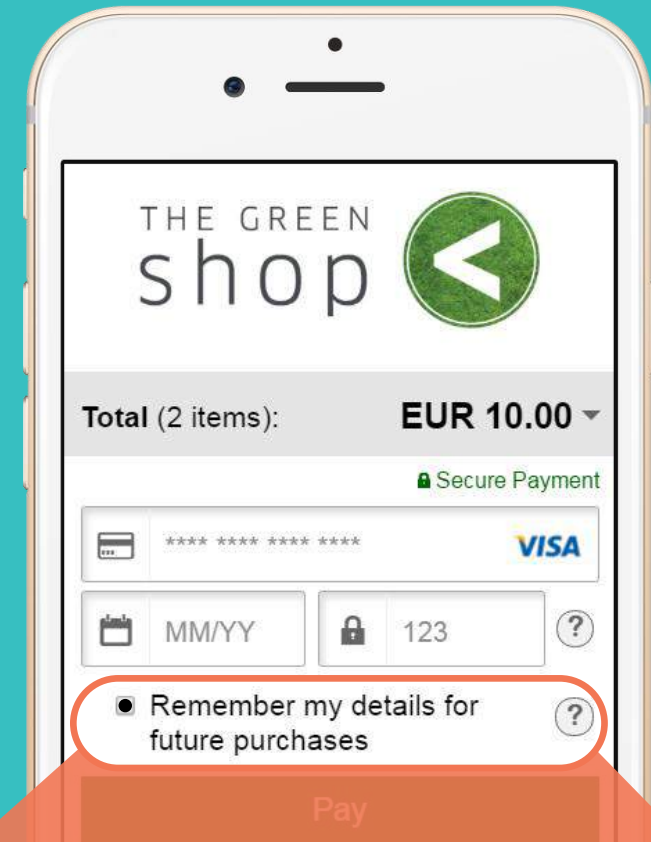 THE GREEN
shop
Total (2 items): EUR 10.00
Secure Payment
**** **** **** **** VISA
MM/YY 123 ?
Remember my details for ?
future purchases
Pay